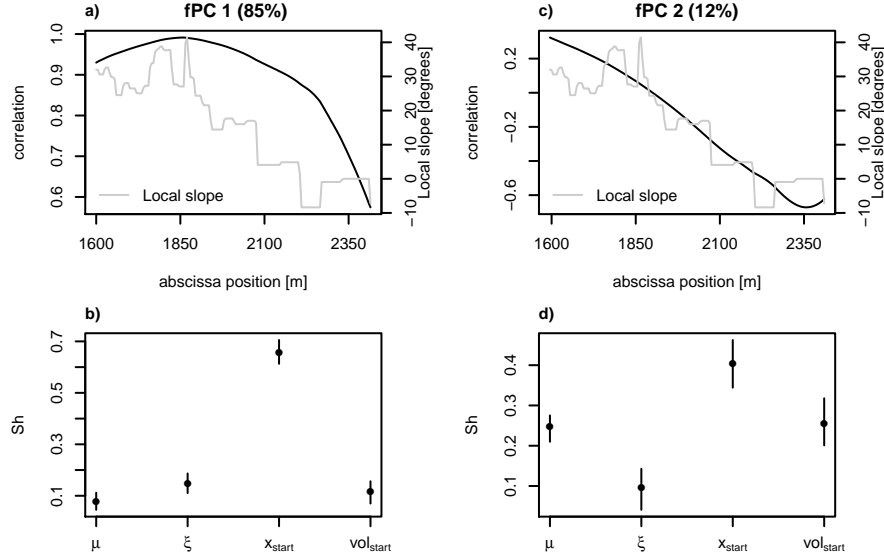 a) fPC 1 (85%)
1.0
0.9
0.8
0.7
0.6
correlation
40
30
20
10
0
−10
Local slope [degrees]
Local slope
1600 1850 2100 2350
abscissa position [m]
c) fPC 2 (12%)
0.2
−0.2
−0.6
correlation
40
30
20
10
0
−10
Local slope [degrees]
Local slope
1600 1850 2100 2350
abscissa position [m]
b)
0.7
0.5
0.3
0.1
Sh
μ ξ xstart volstart
d)
0.4
0.3
0.2
0.1
Sh
μ ξ xstart volstart